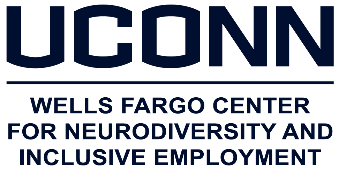 UCONN
WELLS FARGO CENTER
FOR NEURODIVERSITY AND
INCLUSIVE EMPLOYMENT